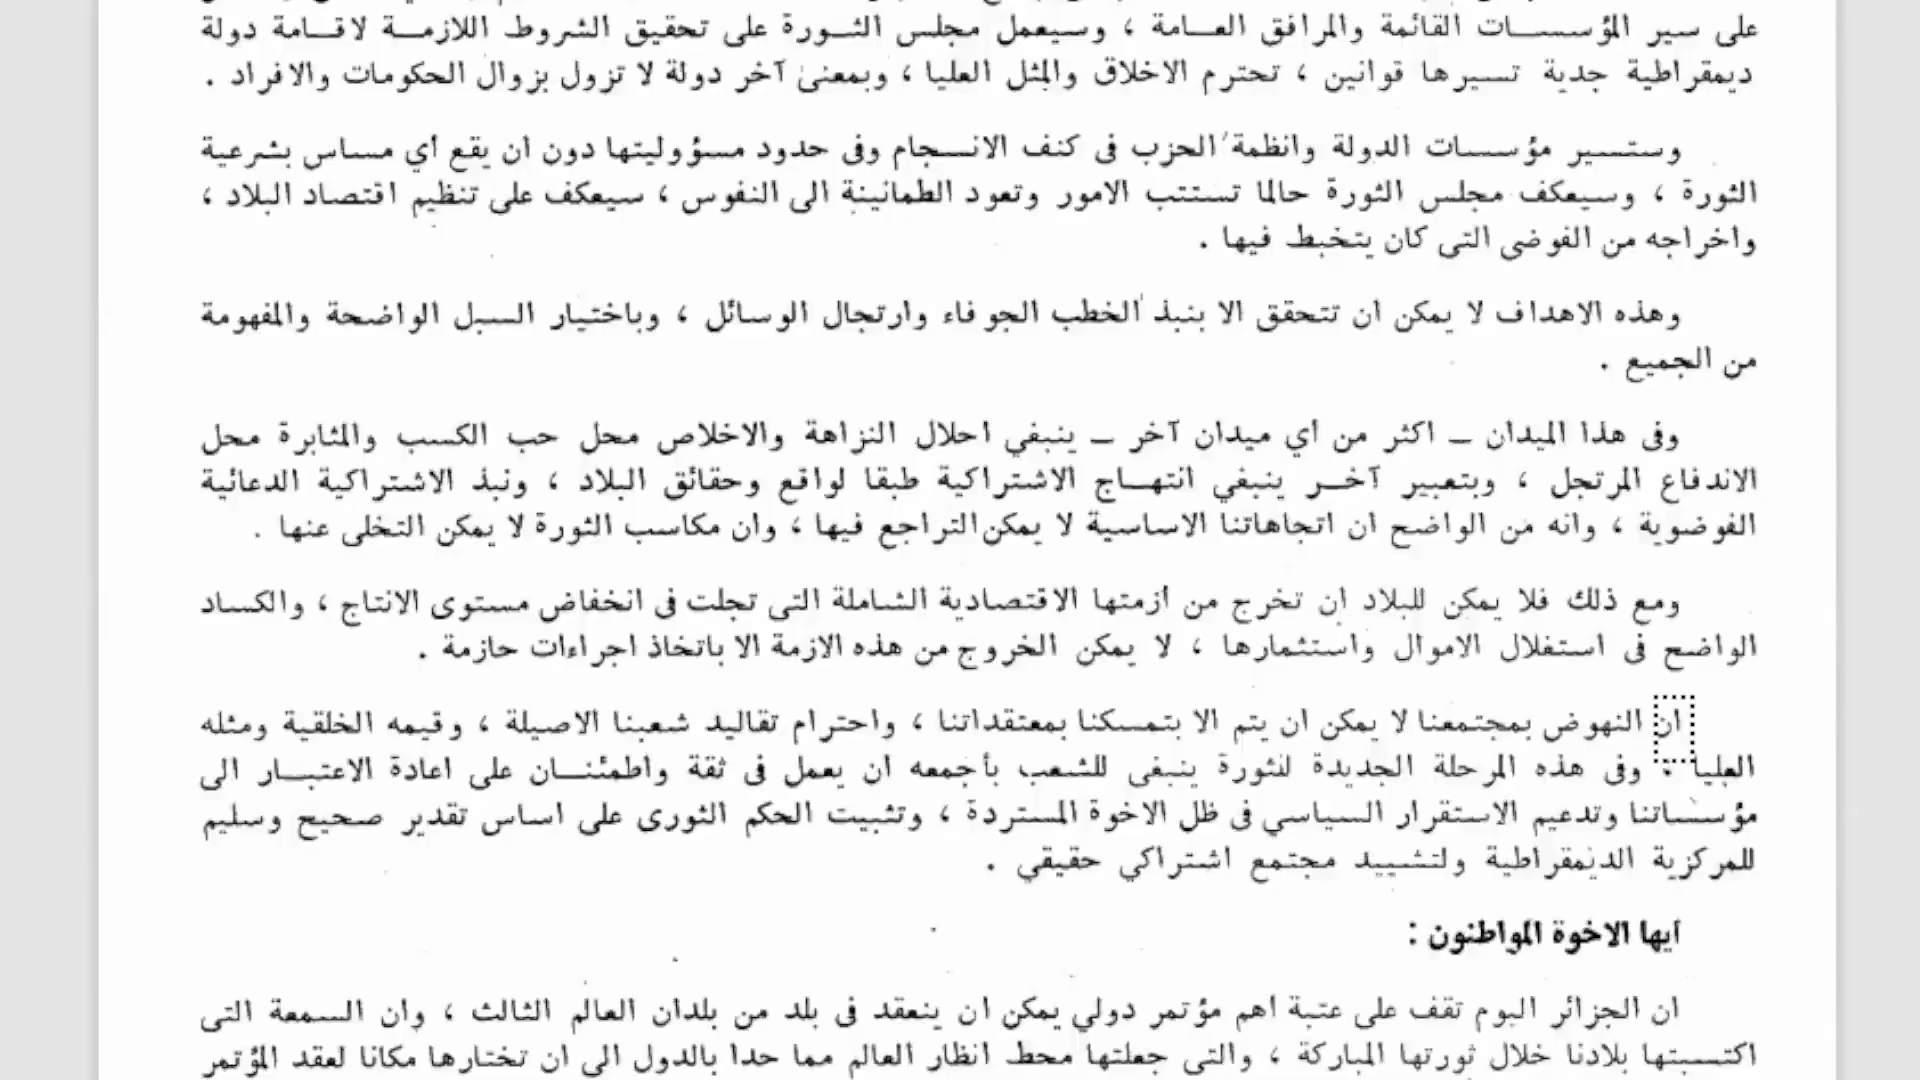 على سير المؤسسات القائمة والمرافق العامة ، وسيعمل مجلس الثورة على تحقيق الشروط اللازمة لاقامة دولة
ديمقراطية جدية تسيرها قوانين ، تحترم الاخلاق والمثل العليا ، وبمعنى آخر دولة لا تزول بزوال الحكومات والافراد .
وستسير مؤسسات الدولة وانظمة الحزب فى كنف الانسجام وفى حدود مسؤوليتها دون ان يقع أي مساس بشرعية
الثورة ، وسيعكف مجلس الثورة حالما تستتب الامور وتعود الطمانينة الى النفوس ، سيعكف على تنظيم اقتصاد البلاد ،
واخراجه من الفوضى التى كان يتخبط فيها .
وهذه الاهداف لا يمكن ان تتحقق الا بنبذ الخطب الجوفاء وارتجال الوسائل ، وباختيار السبل الواضحة والمفهومة
من الجميع .
وفى هذا الميدان ـ اكثر من أي ميدان آخر ـ ينبغي احلال النزاهة والاخلاص محل حب الكسب والمثابرة محل
الاندفاع المرتجل ، وبتعبير آخر ينبغي انتهاج الاشتراكية طبقا لواقع وحقائق البلاد ، ونبذ الاشتراكية الدعائية
الفوضوية ، وانه من الواضح ان اتجاهاتنا الاساسية لا يمكن التراجع فيها ، وان مكاسب الثورة لا يمكن التخلى عنها .
ومع ذلك فلا يمكن للبلاد ان تخرج من ازمتها الاقتصادية الشاملة التى تجلت فى انخفاض مستوى الانتاج ، والكساد
الواضح فى استغلال الاموال واستثمارها ، لا يمكن الخروج من هذه الازمة الا باتخاذ اجراءات حازمة .
ان النهوض بمجتمعنا لا يمكن ان يتم الا بتمسكنا بمعتقداتنا ، واحترام تقاليد شعبنا الاصيلة ، وقيمه الخلقية ومثله
العليا ، وفى هذه المرحلة الجديدة للثورة ينبغى للشعب بأجمعه ان يعمل فى ثقة واطمئنان على اعادة الاعتبار الى
مؤسساتنا وتدعيم الاستقرار السياسي فى ظل الاخوة المستردة ، وتثبيت الحكم الثورى على اساس تقدير صحيح وسليم
للمركزية الديمقراطية ولتشييد مجتمع اشتراكي حقيقي .
أيها الاخوة المواطنون :
ان الجزائر اليوم تقف على عتبة اهم مؤتمر دولي يمكن ان ينعقد فى بلد من بلدان العالم الثالث ، وان السمعة التى
اكتسبتها بلادنا خلال ثورتها المباركة ، والتى جعلتها محط انظار العالم مما حدا بالدول الى ان تختارها مكانا لعقد المؤتمر